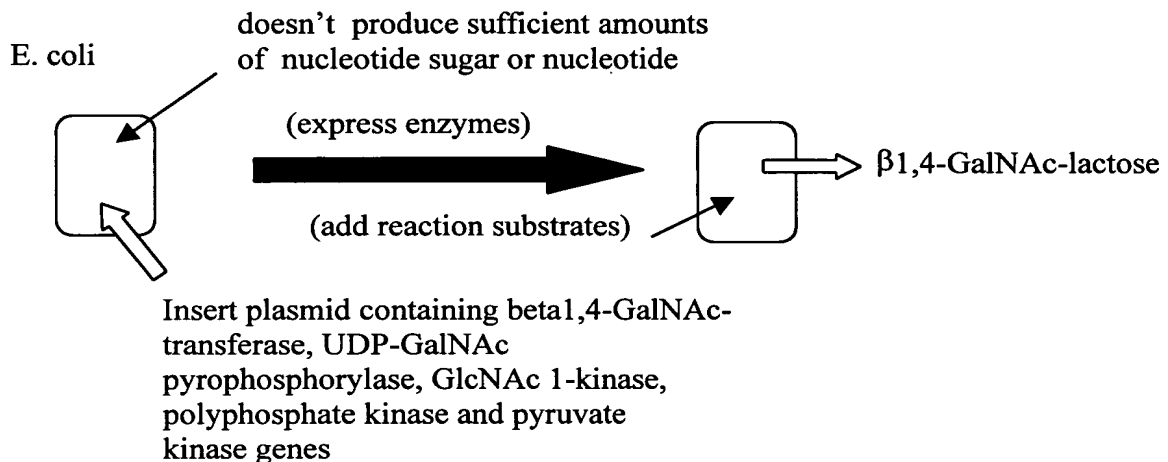 doesn't produce sufficient amounts
of nucleotide sugar or nucleotide
E. coli
(express enzymes)
β1,4-GalNAc-lactose
(add reaction substrates)
Insert plasmid containing beta1,4-GalNAc-
transferase, UDP-GalNAc
pyrophosphorylase, GlcNAc 1-kinase,
polyphosphate kinase and pyruvate
kinase genes